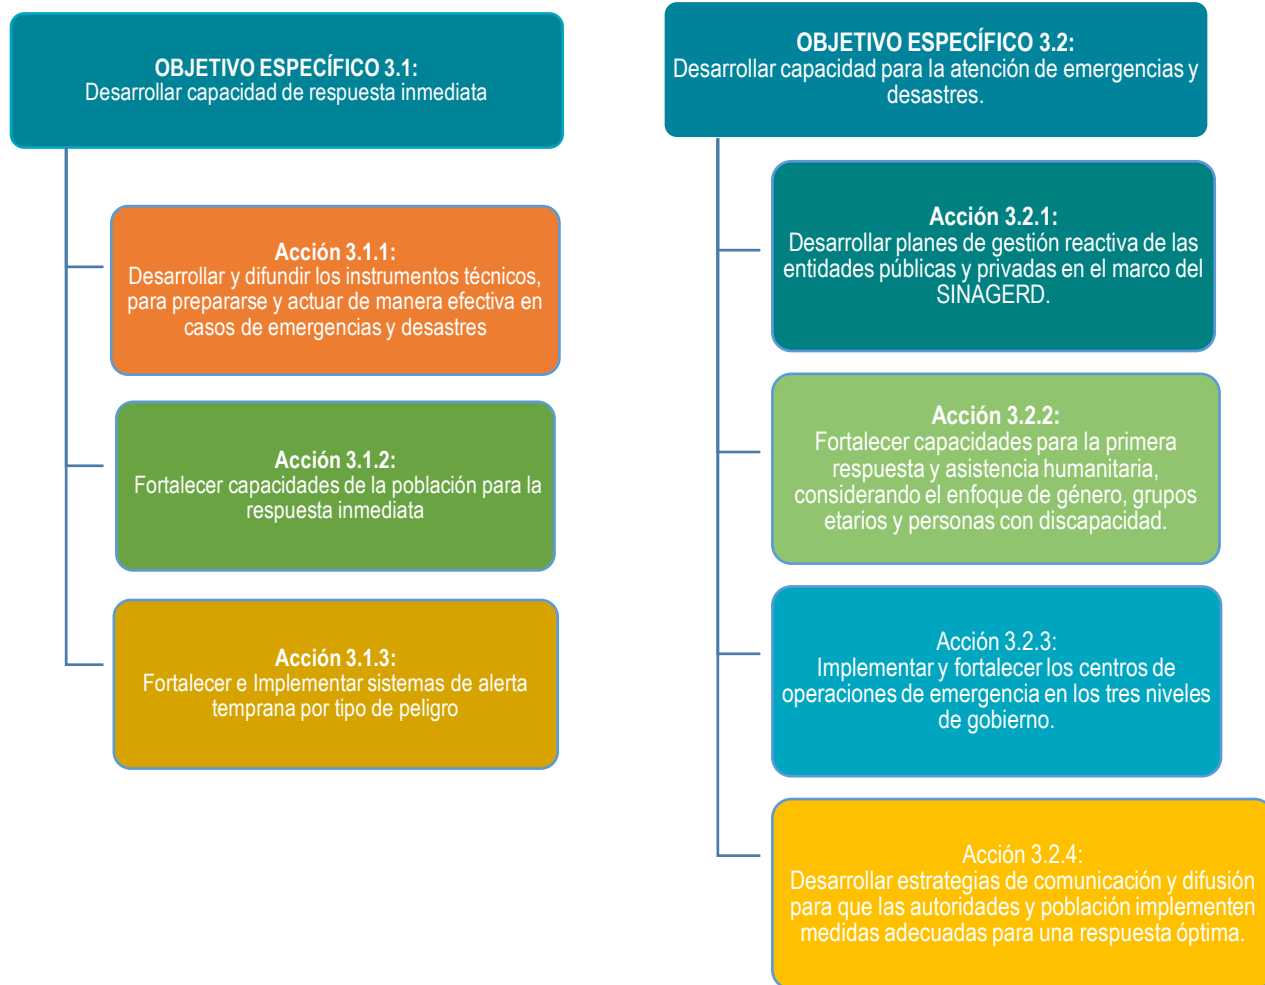 OBJETIVO ESPECÍFICO 3.1:
Desarrollar capacidad de respuesta inmediata
Acción 3.1.1:
Desarrollar y difundir los instrumentos técnicos,
para prepararse y actuar de manera efectiva en
casos de emergencias y desastres
Acción 3.1.2:
Fortalecer capacidades de la población para la
respuesta inmediata
Acción 3.1.3:
Fortalecer e Implementar sistemas de alerta
temprana por tipo de peligro
OBJETIVO ESPECÍFICO 3.2:
Desarrollar capacidad para la atención de emergencias y
desastres.
Acción 3.2.1:
Desarrollar planes de gestión reactiva de las
entidades públicas y privadas en el marco del
SINAGERD.
Acción 3.2.2:
Fortalecer capacidades para la primera
respuesta y asistencia humanitaria,
considerando el enfoque de género, grupos
etarios y personas con discapacidad.
Acción 3.2.3:
Implementar y fortalecer los centros de
operaciones de emergencia en los tres niveles
de gobierno.
Acción 3.2.4:
Desarrollar estrategias de comunicación y difusión
para que las autoridades y población implementen
medidas adecuadas para una respuesta óptima.